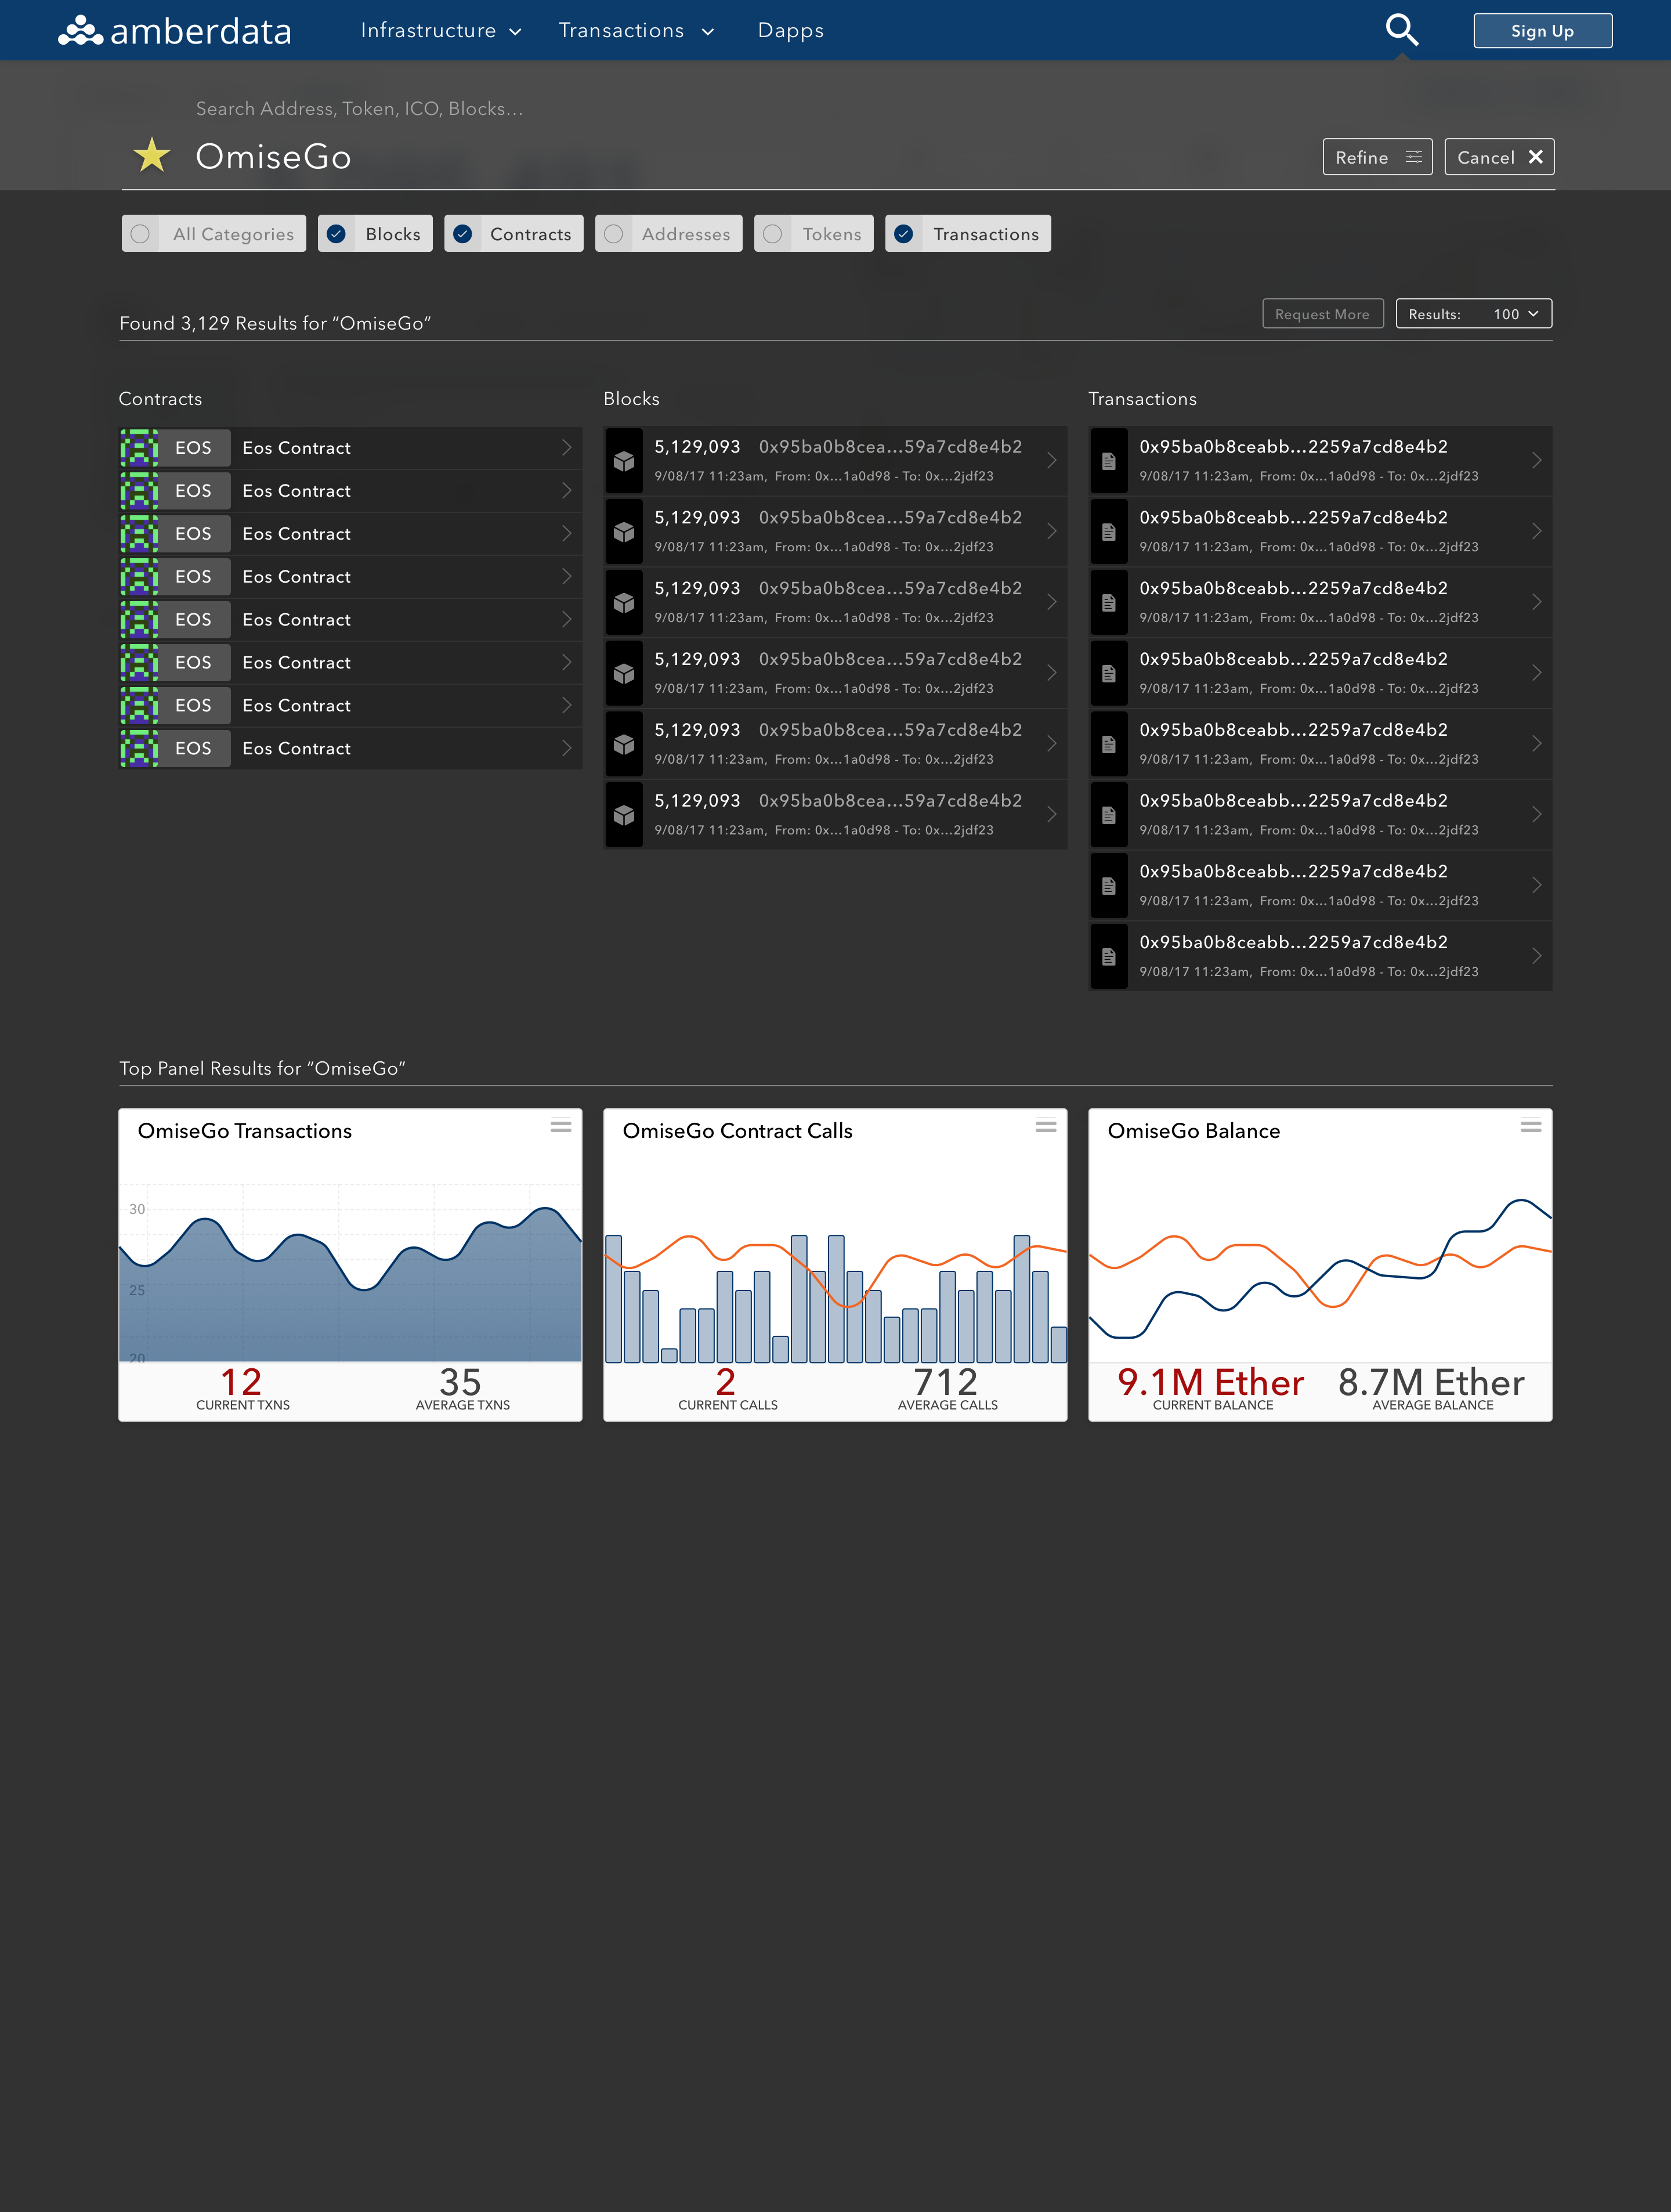 amberdata Infrastructure Transactions Dapps Sign Up
Search Address, Token, ICO, Blocks...
OmiseGo Refine Cancel
All Categories Blocks Contracts Addresses Tokens Transactions
Found 3,129 Results for “OmiseGo” Request More Results: 100
Contracts
EOS Eos Contract
EOS Eos Contract
EOS Eos Contract
EOS Eos Contract
EOS Eos Contract
EOS Eos Contract
EOS Eos Contract
EOS Eos Contract
Blocks
5,129,093 0x95ba0b8cea...59a7cd8e4b2
9/08/17 11:23am, From: 0x...1a0d98 - To: 0x...2jdf23
5,129,093 0x95ba0b8cea...59a7cd8e4b2
9/08/17 11:23am, From: 0x...1a0d98 - To: 0x...2jdf23
5,129,093 0x95ba0b8cea...59a7cd8e4b2
9/08/17 11:23am, From: 0x...1a0d98 - To: 0x...2jdf23
5,129,093 0x95ba0b8cea...59a7cd8e4b2
9/08/17 11:23am, From: 0x...1a0d98 - To: 0x...2jdf23
5,129,093 0x95ba0b8cea...59a7cd8e4b2
9/08/17 11:23am, From: 0x...1a0d98 - To: 0x...2jdf23
5,129,093 0x95ba0b8cea...59a7cd8e4b2
9/08/17 11:23am, From: 0x...1a0d98 - To: 0x...2jdf23
Transactions
0x95ba0b8ceabb...2259a7cd8e4b2
9/08/17 11:23am, From: 0x...1a0d98 - To: 0x...2jdf23
0x95ba0b8ceabb...2259a7cd8e4b2
9/08/17 11:23am, From: 0x...1a0d98 - To: 0x...2jdf23
0x95ba0b8ceabb...2259a7cd8e4b2
9/08/17 11:23am, From: 0x...1a0d98 - To: 0x...2jdf23
0x95ba0b8ceabb...2259a7cd8e4b2
9/08/17 11:23am, From: 0x...1a0d98 - To: 0x...2jdf23
0x95ba0b8ceabb...2259a7cd8e4b2
9/08/17 11:23am, From: 0x...1a0d98 - To: 0x...2jdf23
0x95ba0b8ceabb...2259a7cd8e4b2
9/08/17 11:23am, From: 0x...1a0d98 - To: 0x...2jdf23
0x95ba0b8ceabb...2259a7cd8e4b2
9/08/17 11:23am, From: 0x...1a0d98 - To: 0x...2jdf23
0x95ba0b8ceabb...2259a7cd8e4b2
9/08/17 11:23am, From: 0x...1a0d98 - To: 0x...2jdf23
Top Panel Results for “OmiseGo”
OmiseGo Transactions
30
25
20
12 35
CURRENT TXNS AVERAGE TXNS
OmiseGo Contract Calls
2 712
CURRENT CALLS AVERAGE CALLS
OmiseGo Balance
9.1M Ether 8.7M Ether
CURRENT BALANCE AVERAGE BALANCE